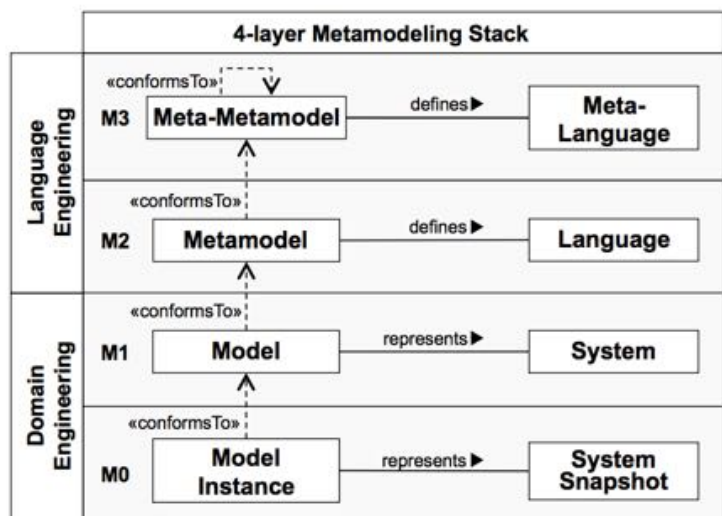 4-layer Metamodeling Stack
Language
Engineering
«conformsTo»
M3
Meta-Metamodel
defines▶
Meta-
Language
«conformsTo»
M2
Metamodel
defines▶
Language
Domain
Engineering
«conformsTo»
M1
Model
represents▶
System
«conformsTo»
M0
Model
Instance
represents▶
System
Snapshot